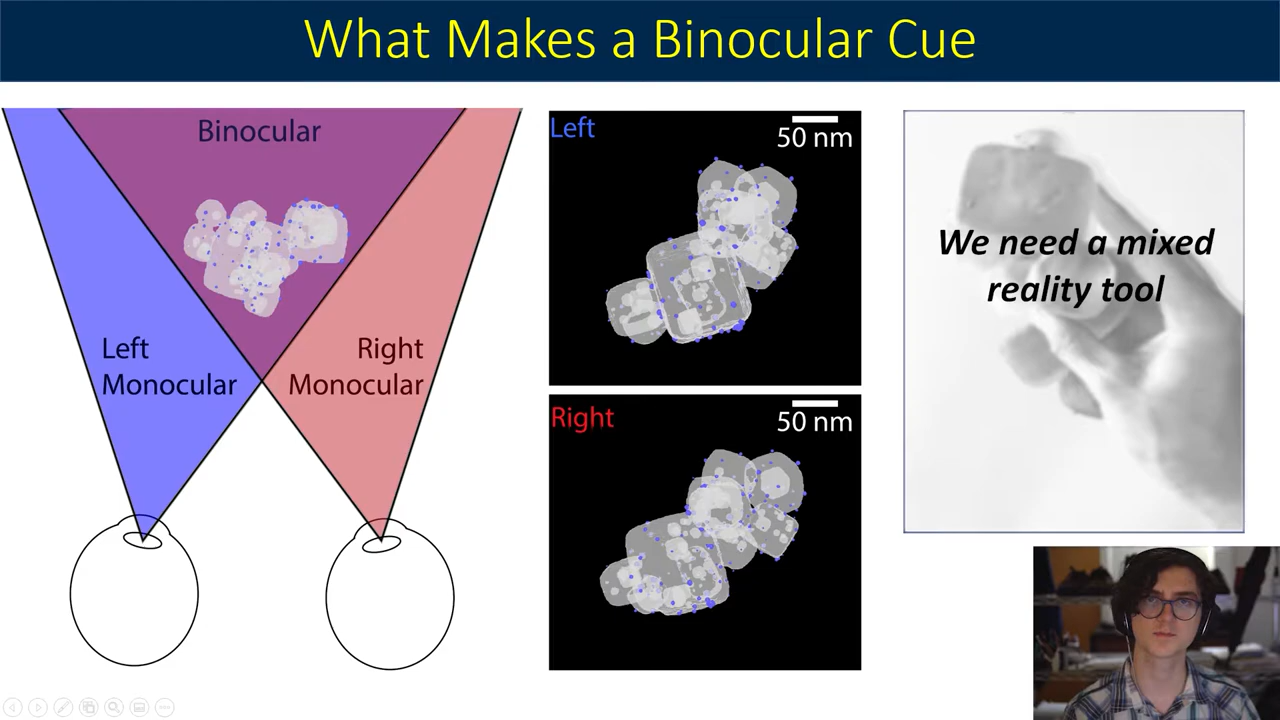 What Makes a Binocular Cue
Binocular
Left
Monocular
Right
Monocular
Left
50 nm
Right
50 nm
We need a mixed
reality tool